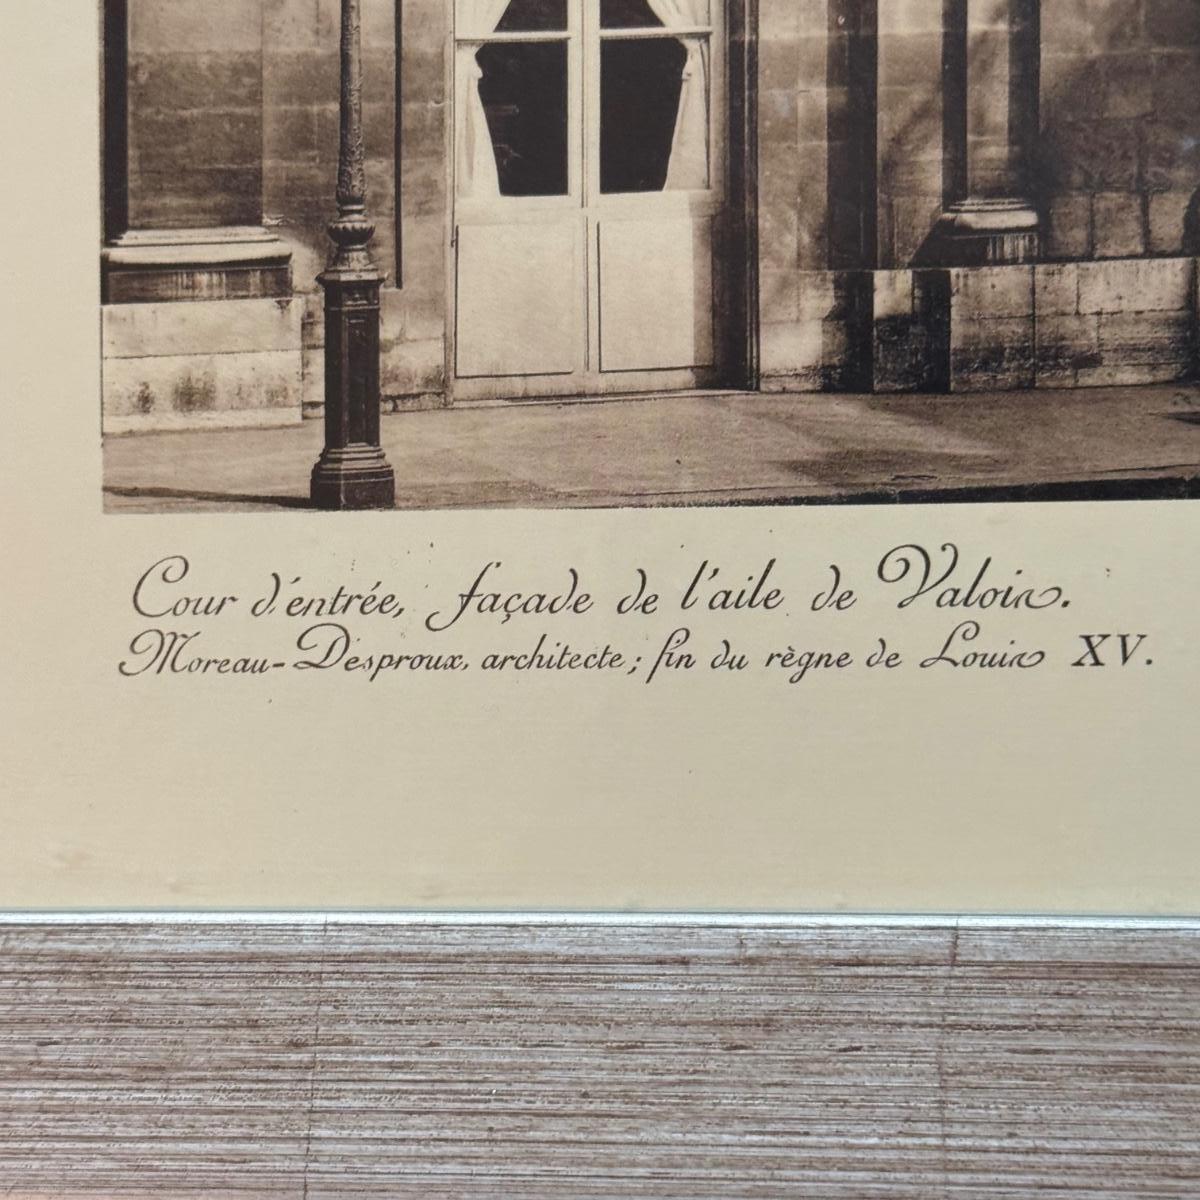 Cour d'entrée, façade de l'aile de Valois.
Moreau-Desproux, architecte; fin du règne de Louis XV.